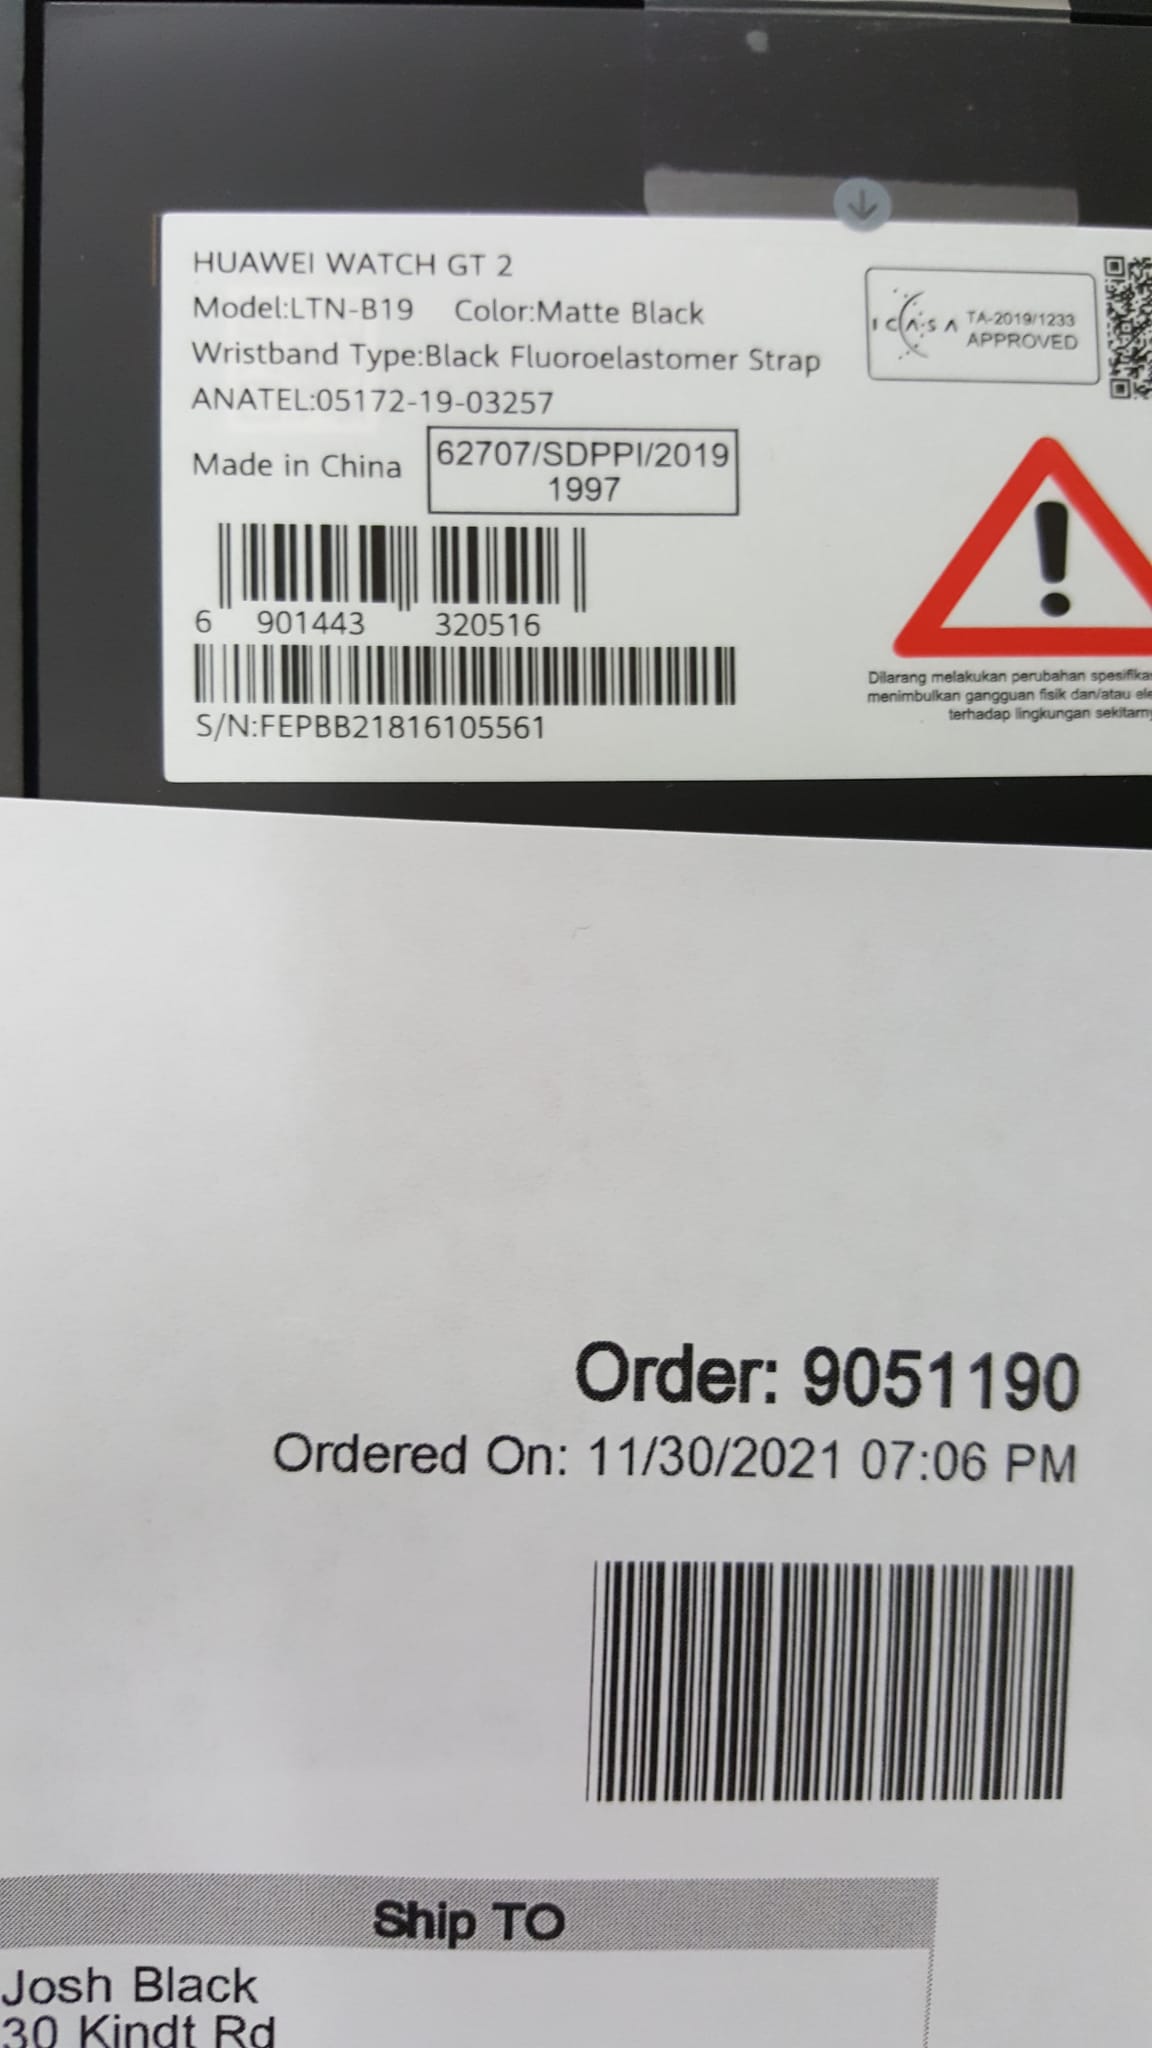 HUAWEI WATCH GT 2
Model:LTN-B19 Color:Matte Black
Wristband Type:Black Fluoroelastomer Strap
ANATEL:05172-19-03257
Made in China
62707/SDPPI/2019
1997
6 901443 320516
S/N:FEPBB21816105561
ICASA TA-2019/1233
APPROVED
Dilarang melakukan perubahan
menimbulkan gangguan fisik dan/atau
terhadap lingkungan
Order: 9051190
Ordered On: 11/30/2021 07:06 PM
Ship TO
Josh Black
30 Kindt Rd